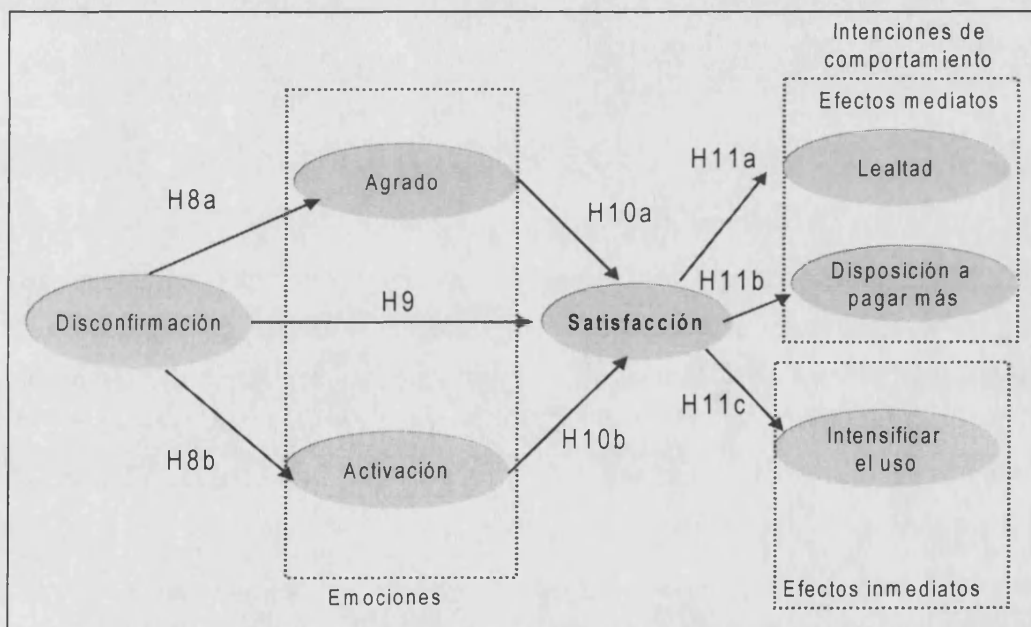 Intenciones de
comportamiento
Efectos mediatos
H11a
Lealtad
Agrado
H8a
H10a
H11b
Disposición a
pagar más
H9
Disconfirmación
Satisfacción
H11c
H8b
H10b
Intensificar
el uso
Activación
Efectos inmediatos
Emociones